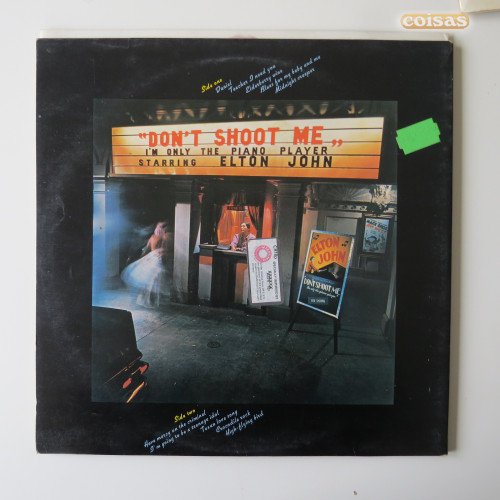 coisas
Side one
Daniel
Teacher I need you
Elderberry wine
Blues for my baby and me
Midnight creeper
"DON'T SHOOT ME„
I'M ONLY THE PIANO PLAYER
STARRING ELTON JOHN
ELTON
JOHN
DON'T SHOOT ME
Side two
Have mercy on the criminal
I'm going to be a teenage idol
Texan love song
Crocodile rock
High-flying bird